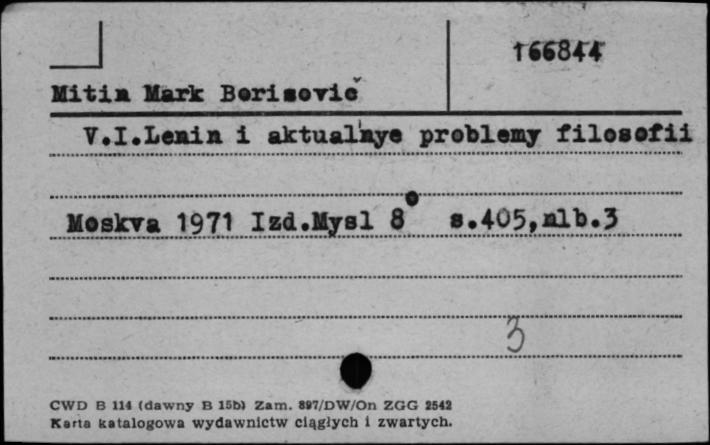 166844
Mitin Mark Borisovič
V.I.Lenin i aktual'nye problemy filosofii
Moskva 1971 Izd.Mysl 8° s.405,nlb.3
3
CWD B 114 (dawny B 15b) Zam. 897/DW/On ZGG 2542
Karta katalogowa wydawnictw ciągłych i zwartych.